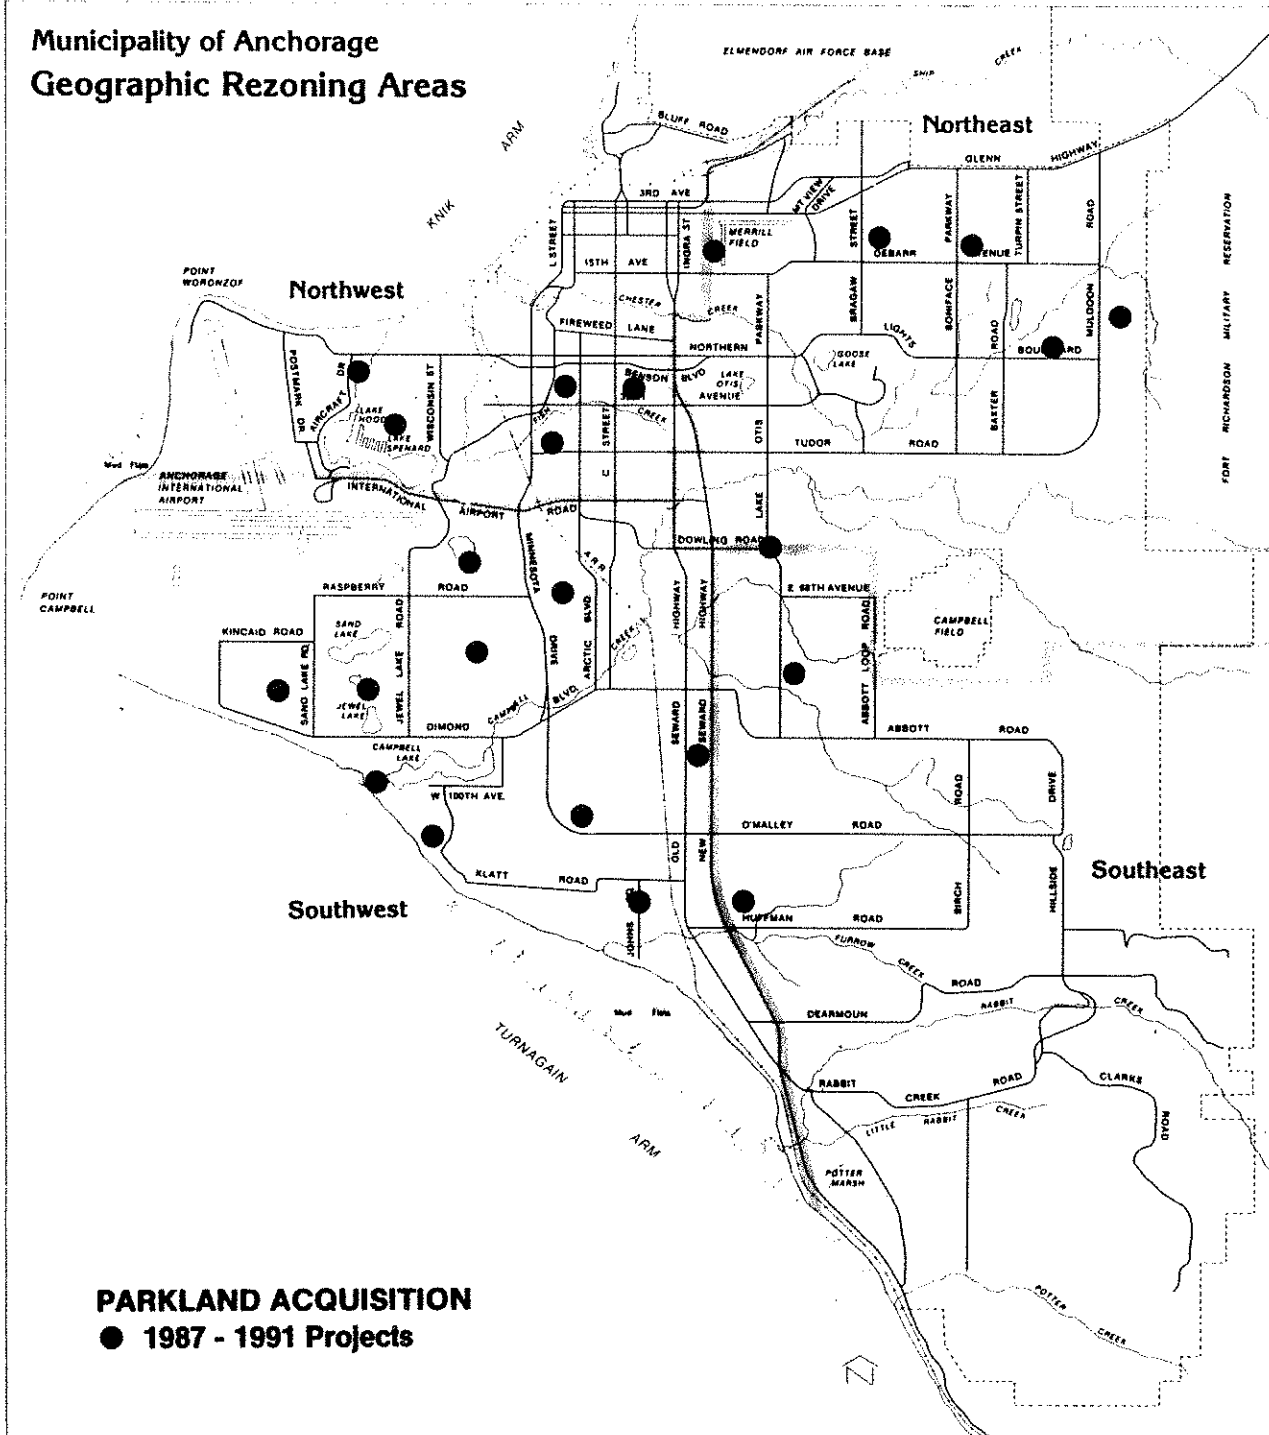 Municipality of Anchorage
Geographic Rezoning Areas
ELMENDORF AIR FORCE BASE
SHIP CREEK
KNIK ARM
BLUFF ROAD
Northeast
GLENN HIGHWAY
3RD AVE
MT VIEW DRIVE
MERRILL FIELD
L STREET
INGRA ST
15TH AVE
BRAGAW STREET
DEBARR AVENUE
BONIFACE PARKWAY
TURPIN STREET
MULDOON ROAD
FORT RICHARDSON MILITARY RESERVATION
POINT WORONZOF
Northwest
CHESTER CREEK
FIREWEED LANE
NORTHERN LIGHTS BOULEVARD
BENSON BLVD
LAKE OTIS
GOOSE LAKE
AVENUE
POSTMARK DR.
AIRCRAFT DR
WISCONSIN ST
LAKE HOOD
LAKE SPENARD
FISH CREEK
C STREET
LAKE OTIS PARKWAY
BAXTER ROAD
TUDOR ROAD
Mud Flats
ANCHORAGE INTERNATIONAL AIRPORT
INTERNATIONAL AIRPORT ROAD
DOWLING ROAD
A.R.R.
MINNESOTA DRIVE
ARCTIC BLVD
POINT CAMPBELL
RASPBERRY ROAD
E. 68TH AVENUE
CAMPBELL FIELD
KINCAID ROAD
SAND LAKE
SAND LAKE RD.
JEWEL LAKE
JEWEL LAKE ROAD
CAMPBELL CREEK
ABBOTT LOOP ROAD
DIMOND BLVD.
ABBOTT ROAD
OLD SEWARD HIGHWAY
NEW SEWARD HIGHWAY
CAMPBELL LAKE
W 100TH AVE.
BIRCH ROAD
HILLSIDE DRIVE
O'MALLEY ROAD
Southeast
KLATT ROAD
Southwest
JOHNS
HUFFMAN ROAD
FURROW CREEK
Mud Flats
DEARMOUN ROAD
RABBIT CREEK
TURNAGAIN ARM
RABBIT CREEK ROAD
CLARKS ROAD
LITTLE RABBIT CREEK
POTTER MARSH
POTTER CREEK
PARKLAND ACQUISITION
1987 - 1991 Projects
N